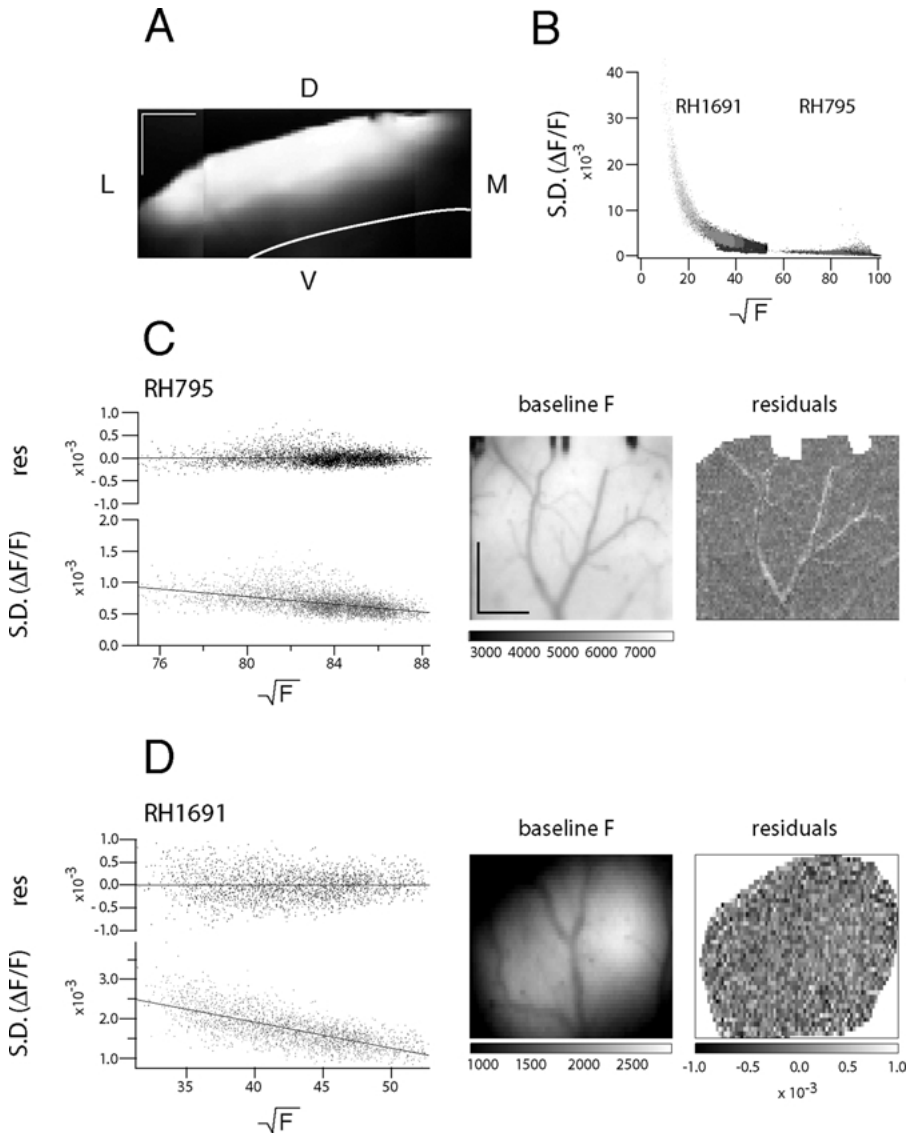 A
D
L
M
V
B
S.D. (ΔF/F)
x10⁻³
40
30
20
10
0
RH1691
RH795
0
20
40
60
80
100
-√F
C
RH795
res
x10⁻³
1.0
0.5
0.0
- 0.5
-1.0
S.D. (ΔF/F)
x10⁻³
2.0
1.5
1.0
0.5
0.0
76
80
84
88
-√F
baseline F
3000 4000 5000 6000 7000
residuals
D
RH1691
res
x10⁻³
1.0
0.5
0.0
- 0.5
-1.0
S.D. (ΔF/F)
x10⁻³
3.0
2.0
1.0
35
40
45
50
-√F
baseline F
1000 1500 2000 2500
residuals
-1.0 0.0 0.5 1.0
x 10⁻³